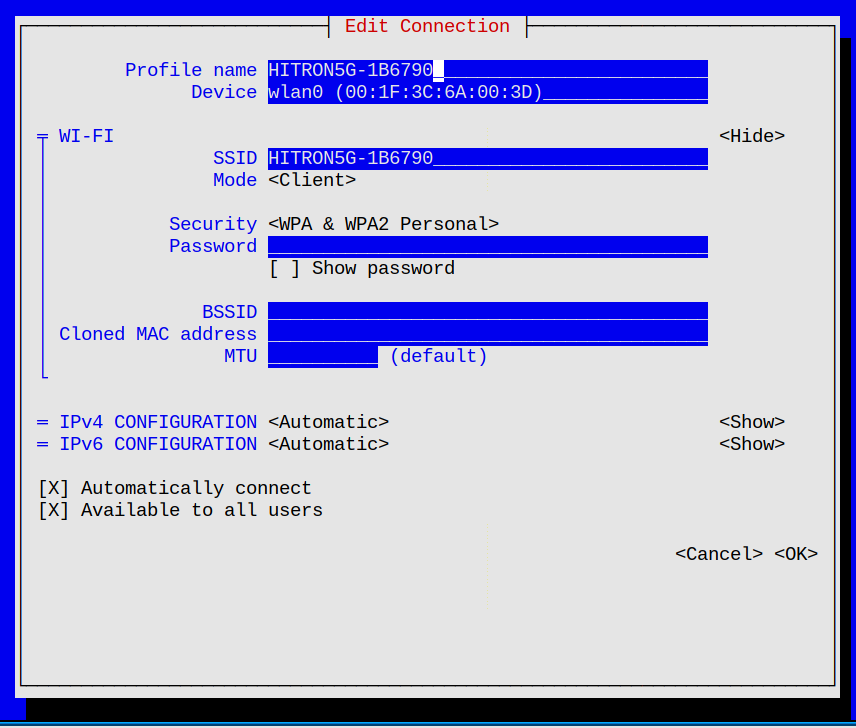 Edit Connection
Profile name HITRON5G-1B6790
Device wlan0 (00:1F:3C:6A:00:3D)
WI-FI <Hide>
SSID HITRON5G-1B6790
Mode <Client>
Security <WPA & WPA2 Personal>
Password
[ ] Show password
BSSID
Cloned MAC address
MTU (default)
= IPv4 CONFIGURATION <Automatic> <Show>
= IPv6 CONFIGURATION <Automatic> <Show>
[X] Automatically connect
[X] Available to all users
<Cancel> <OK>